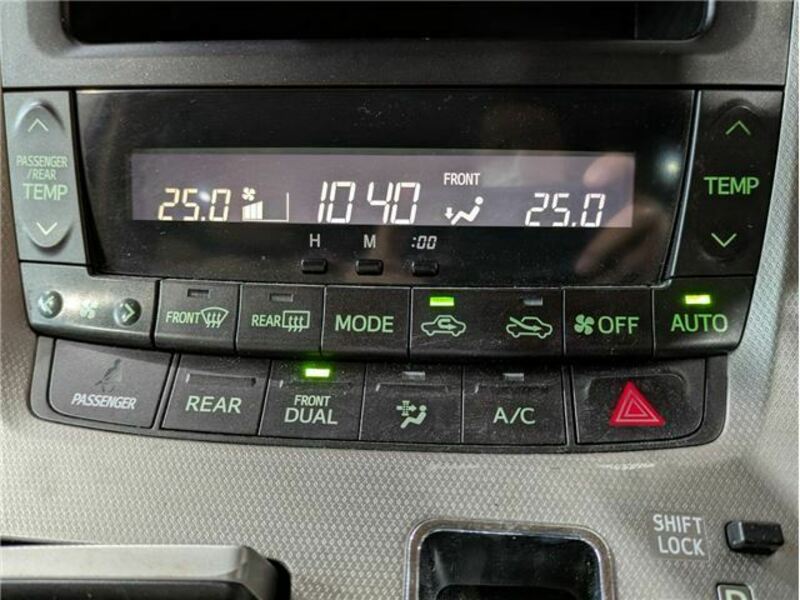 PASSENGER
/REAR
TEMP
25.0
10 40
FRONT
25.0
TEMP
H M :00
FRONT REAR MODE OFF AUTO
PASSENGER REAR FRONT
DUAL A/C
SHIFT
LOCK